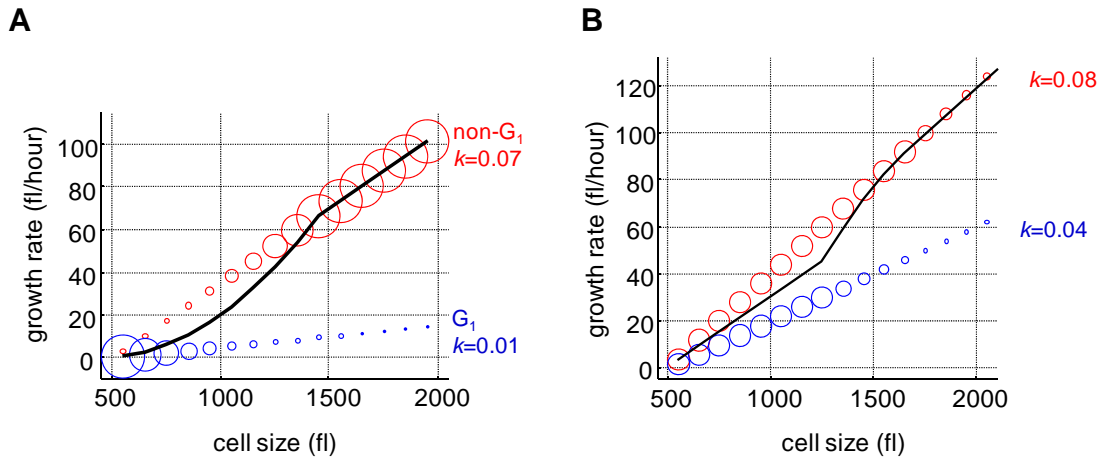 A
B
growth rate (fl/hour)
100
80
60
40
20
0
500
1000
1500
2000
cell size (fl)
non-G1
k=0.07
G1
k=0.01
growth rate (fl/hour)
120
100
80
60
40
20
0
500
1000
1500
2000
cell size (fl)
k=0.08
k=0.04